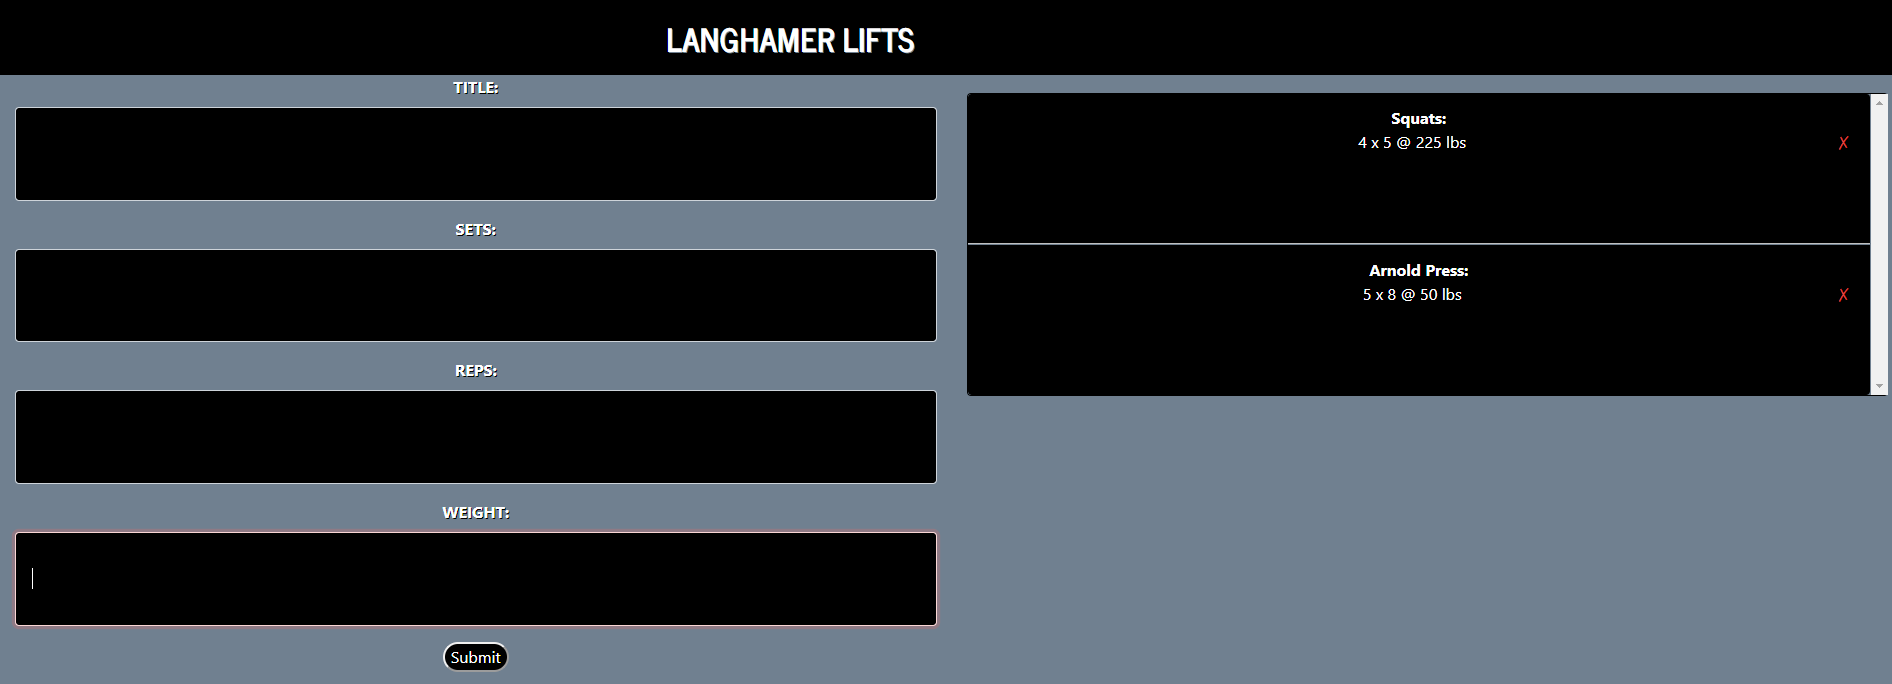 LANGHAMER LIFTS
TITLE:
SETS:
REPS:
WEIGHT:
Submit
Squats:
4 x 5 @ 225 lbs ✗
Arnold Press:
5 x 8 @ 50 lbs ✗